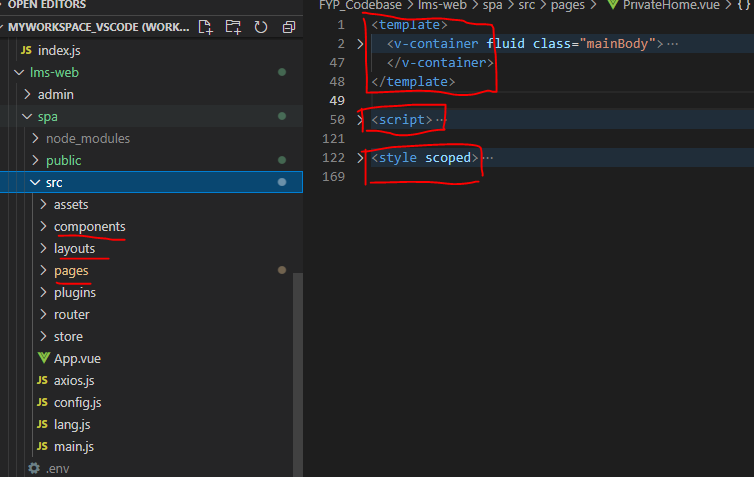 OPEN EDITORS
MYWORKSPACE_VSCODE (WORK...
index.js
lms-web
admin
spa
node_modules
public
src
assets
components
layouts
pages
plugins
router
store
App.vue
JS axios.js
JS config.js
JS lang.js
JS main.js
.env
FYP_Codebase > lms-web > spa > src > pages > PrivateHome.vue > {}
1 <template>
2 <v-container fluid class="mainBody">...
47 </v-container>
48 </template>
49
50 <script>...
121
122 <style scoped>...
169